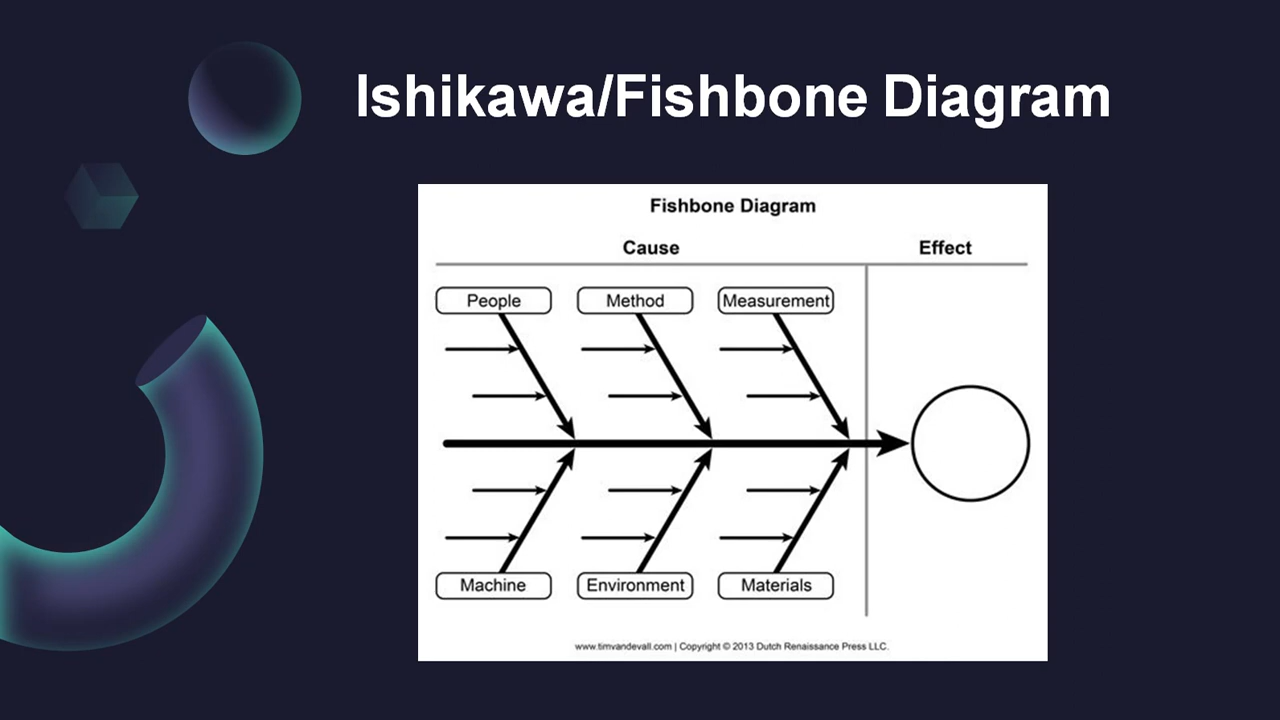 Ishikawa/Fishbone Diagram
Fishbone Diagram
Cause Effect
People Method Measurement
Machine Environment Materials
www.timvandevall.com | Copyright © 2013 Dutch Renaissance Press LLC.